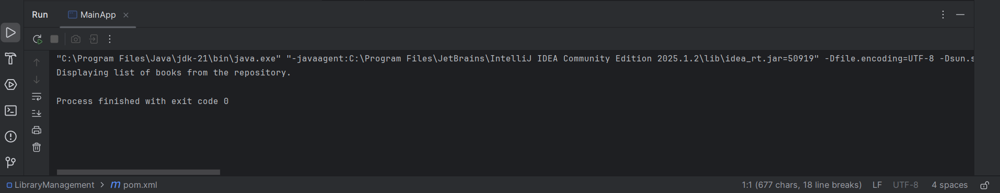 Run MainApp
"C:\Program Files\Java\jdk-21\bin\java.exe" "-javaagent:C:\Program Files\JetBrains\IntelliJ IDEA Community Edition 2025.1.2\lib\idea_rt.jar=50919" -Dfile.encoding=UTF-8 -Dsun.s
Displaying list of books from the repository.
Process finished with exit code 0
LibraryManagement > m pom.xml 1:1 (677 chars, 18 line breaks) LF UTF-8 4 spaces